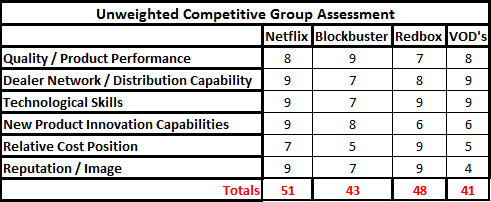 Unweighted Competitive Group Assessment
Netflix Blockbuster Redbox VOD's
Quality / Product Performance 8 9 7 8
Dealer Network / Distribution Capability 9 7 8 9
Technological Skills 9 7 9 9
New Product Innovation Capabilities 9 8 6 6
Relative Cost Position 7 5 9 5
Reputation / Image 9 7 9 4
Totals 51 43 48 41